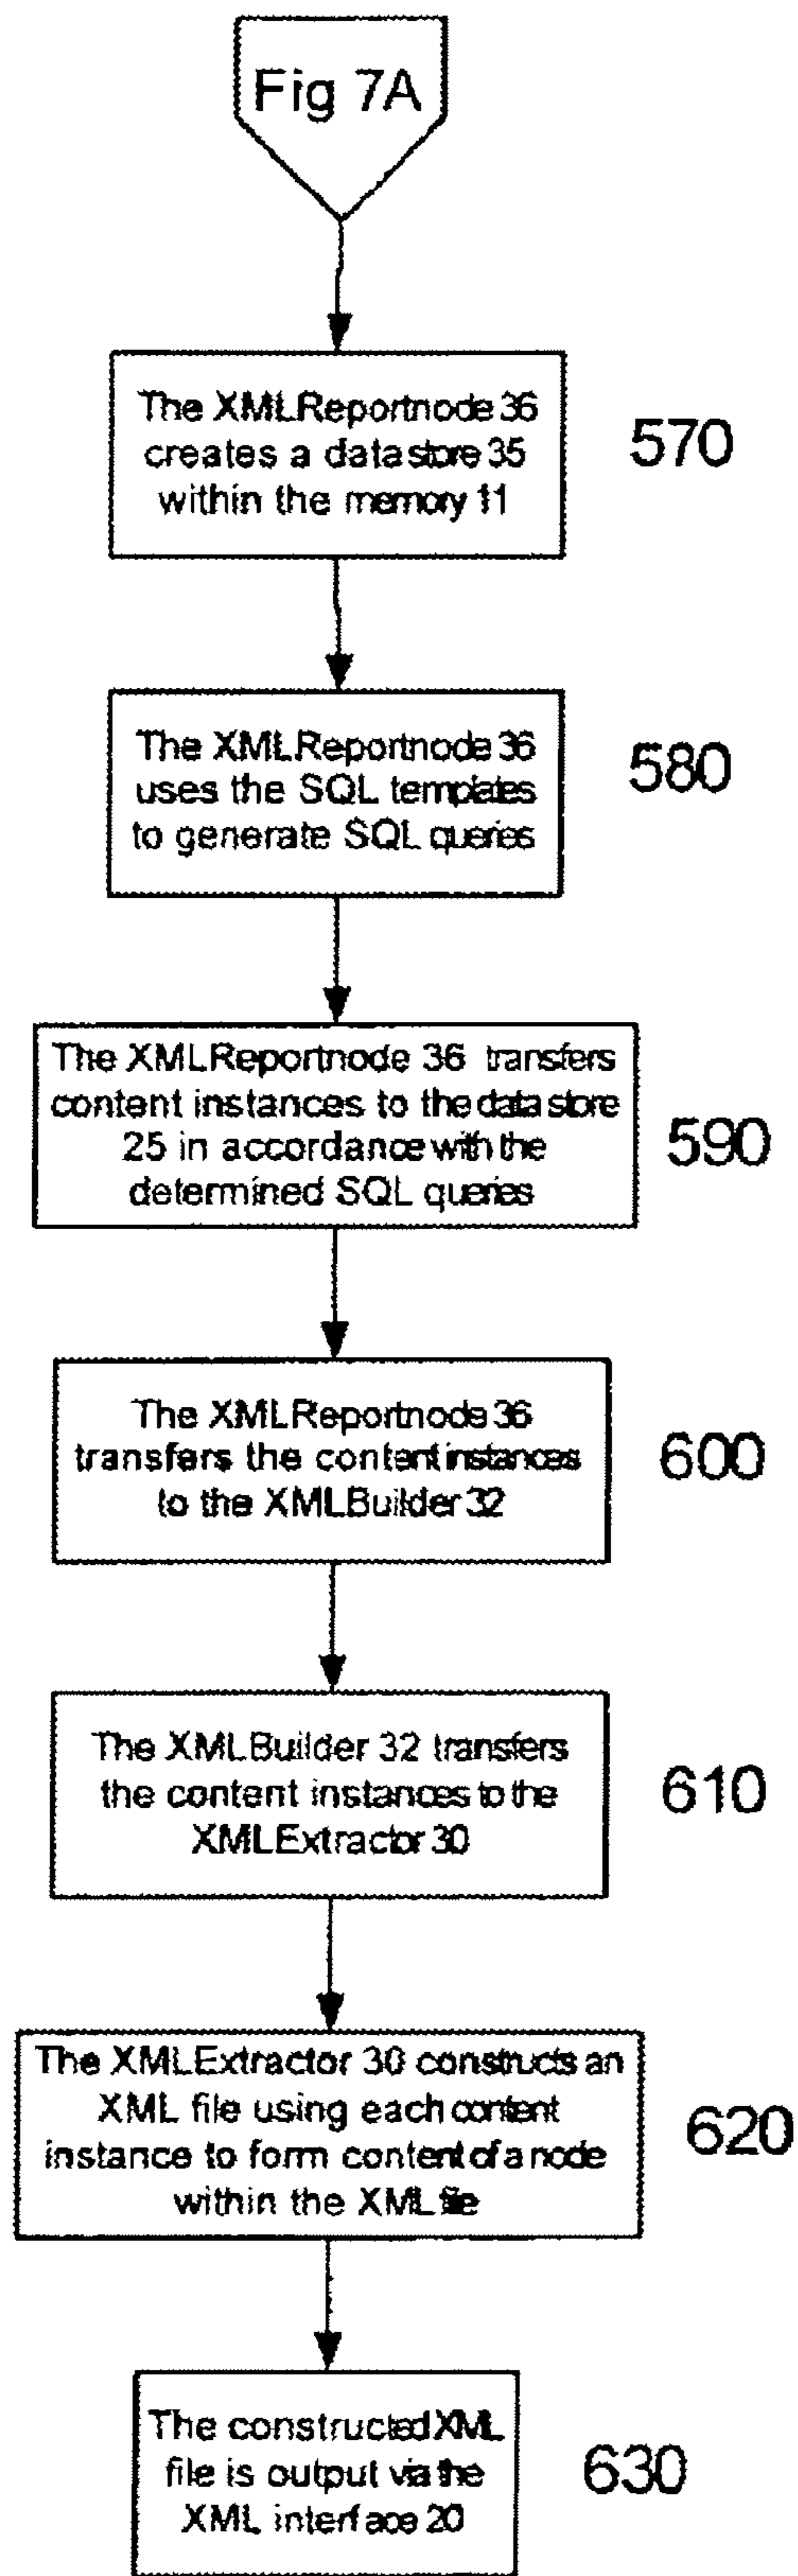 Fig 7A
The XMLReportnode 36
creates a data store 35
within the memory 11
570
The XMLReportnode 36
uses the SQL templates
to generate SQL queries
580
The XMLReportnode 36 transfers
content instances to the data store
25 in accordance with the
determined SQL queries
590
The XMLReportnode 36
transfers the content instances
to the XMLBuilder 32
600
The XMLBuilder 32 transfers
the content instances to the
XMLExtractor 30
610
The XMLExtractor 30 constructs an
XML file using each content
instance to form content of a node
within the XML file
620
The constructed XML
file is output via the
XML interface 20
630